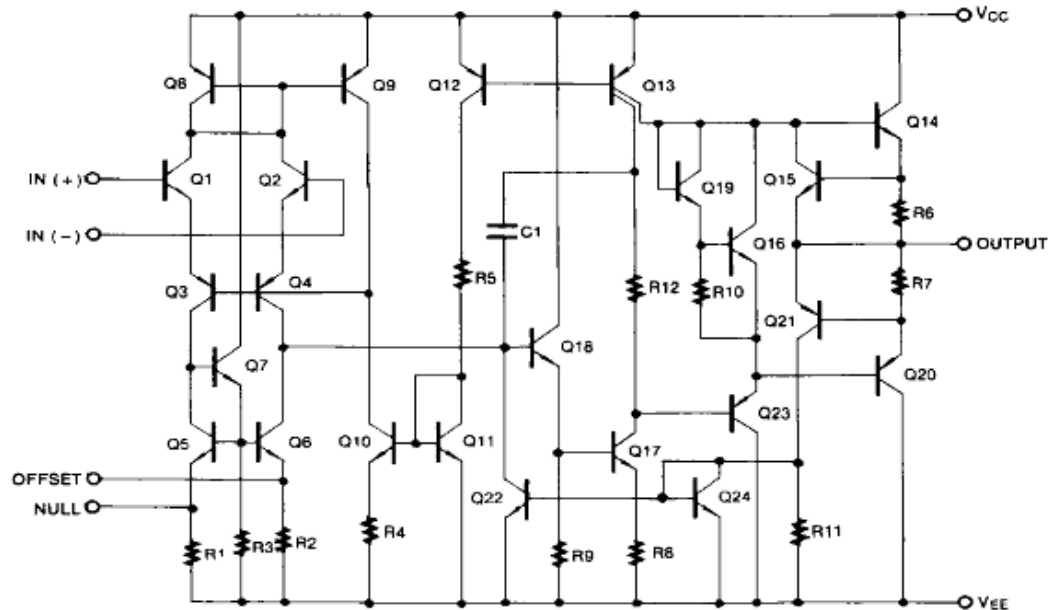 VCC
Q8
Q9
Q12
Q13
Q14
IN (+)
Q1
Q2
Q19
Q15
R6
IN (-)
C1
Q16
OUTPUT
R5
R12
R10
R7
Q3
Q4
Q21
Q18
Q7
Q20
Q23
Q5
Q6
Q10
Q11
Q17
OFFSET
Q22
Q24
NULL
R11
R1
R3
R2
R4
R9
R8
VEE